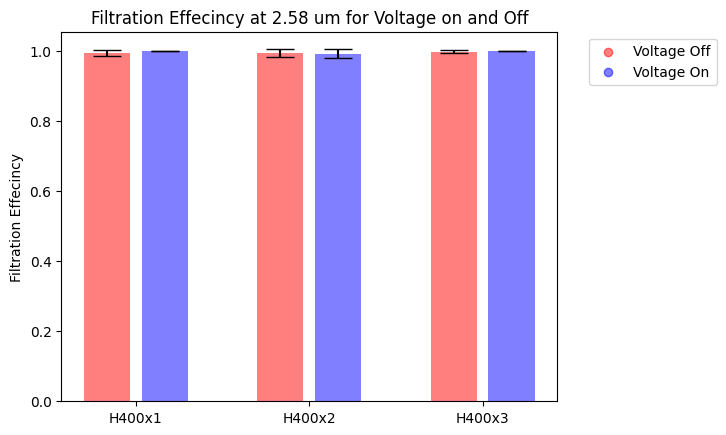 Filtration Effecincy at 2.58 um for Voltage on and Off
Voltage Off
Voltage On
Filtration Effecincy
1.0
0.8
0.6
0.4
0.2
0.0
H400x1
H400x2
H400x3